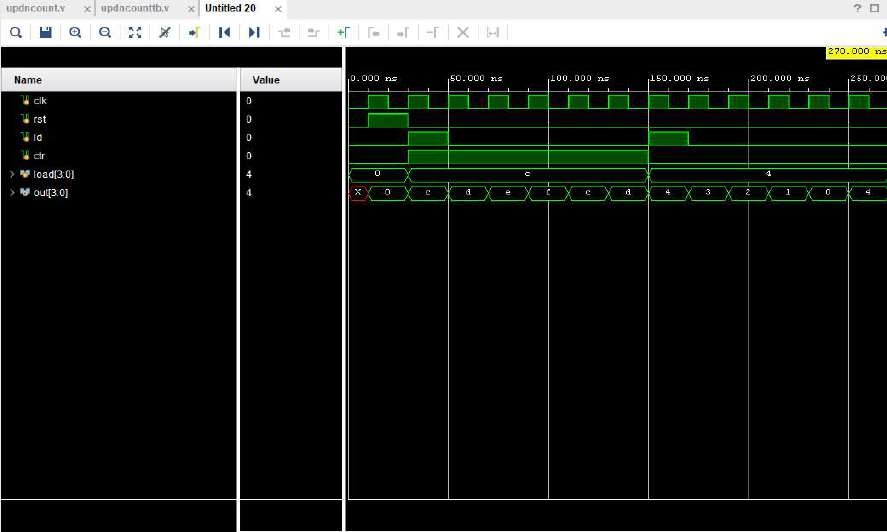 updncount.v updncounttb.v Untitled 20
270.000 ns
Name Value 0.000 ns 50.000 ns 100.000 ns 150.000 ns 200.000 ns 250.000
clk 0
rst 0
ld 0
ctr 0
load[3:0] 4 0 c 4
out[3:0] 4 X 0 c d e f c d 4 3 2 1 0 4